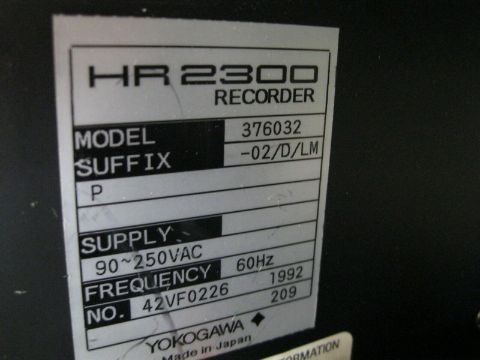 HR2300
RECORDER
MODEL 376032
SUFFIX -02/D/LM
P
SUPPLY
90~250VAC
FREQUENCY 60Hz
NO. 42VF0226 1992
209
YOKOGAWA
Made in Japan